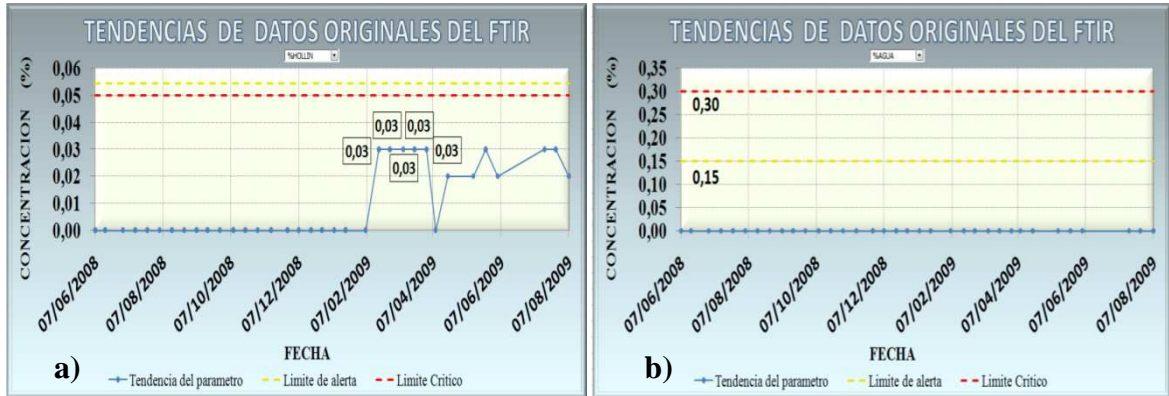 TENDENCIAS DE DATOS ORIGINALES DEL FTIR
%HOLLIN
CONCENTRACION (%)
0,06
0,05
0,04
0,03
0,02
0,01
0,00
0,03 0,03
0,03 0,03
0,03
07/06/2008 07/08/2008 07/10/2008 07/12/2008 07/02/2009 07/04/2009 07/06/2009 07/08/2009
FECHA
a)
Tendencia del parametro Limite de alerta Limite Critico
TENDENCIAS DE DATOS ORIGINALES DEL FTIR
%AGUA
CONCENTRACION (%)
0,35
0,30
0,25
0,20
0,15
0,10
0,05
0,00
0,30
0,15
07/06/2008 07/08/2008 07/10/2008 07/12/2008 07/02/2009 07/04/2009 07/06/2009 07/08/2009
FECHA
b)
Tendencia del parametro Limite de alerta Limite Critico